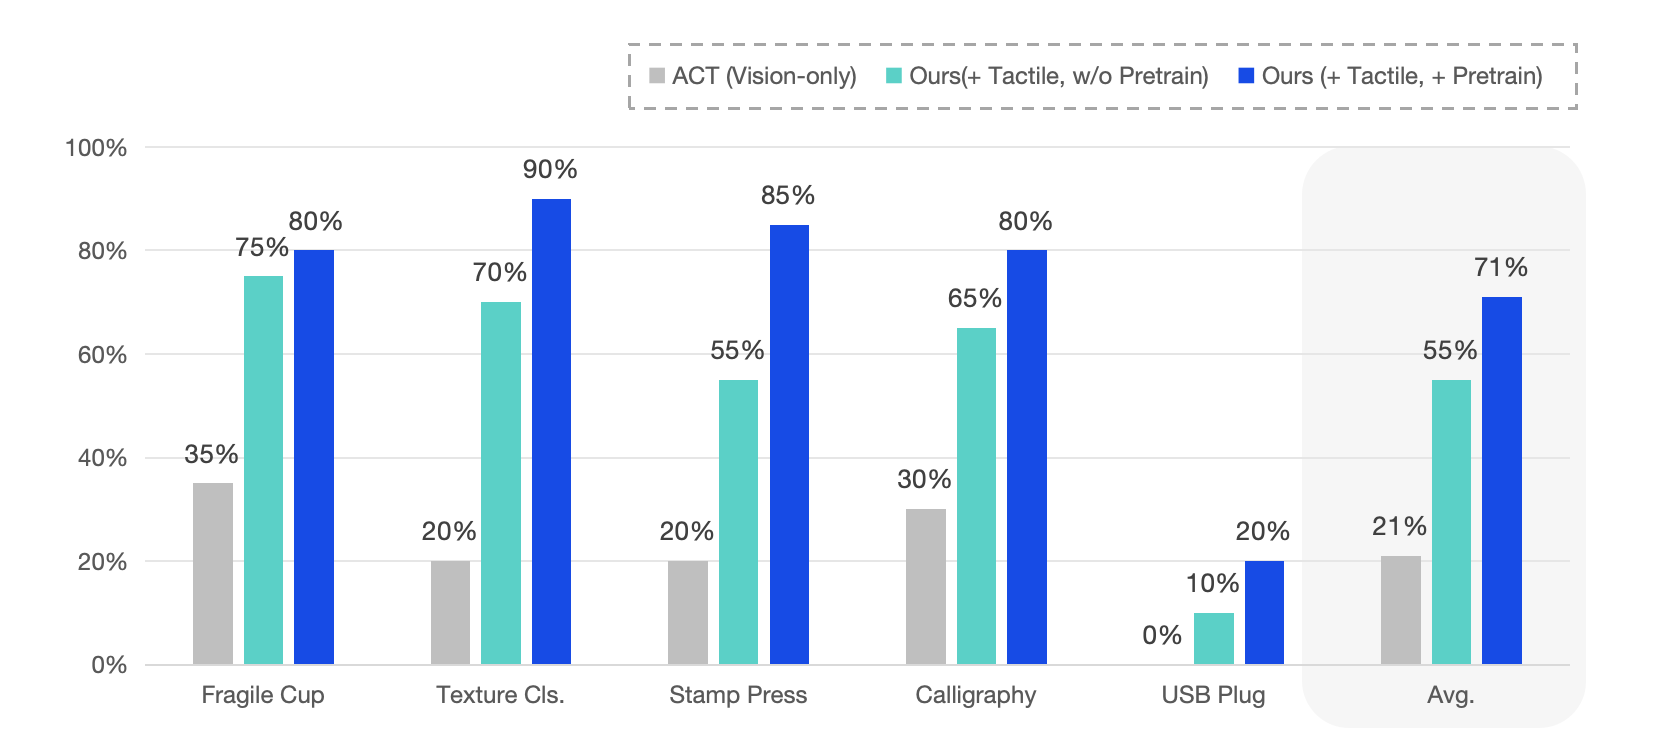 ACT (Vision-only) Ours(+ Tactile, w/o Pretrain) Ours (+ Tactile, + Pretrain)
100%
80%
60%
40%
20%
0%
35% 75% 80%
20% 70% 90%
20% 55% 85%
30% 65% 80%
0% 10% 20%
21% 55% 71%
Fragile Cup Texture Cls. Stamp Press Calligraphy USB Plug Avg.